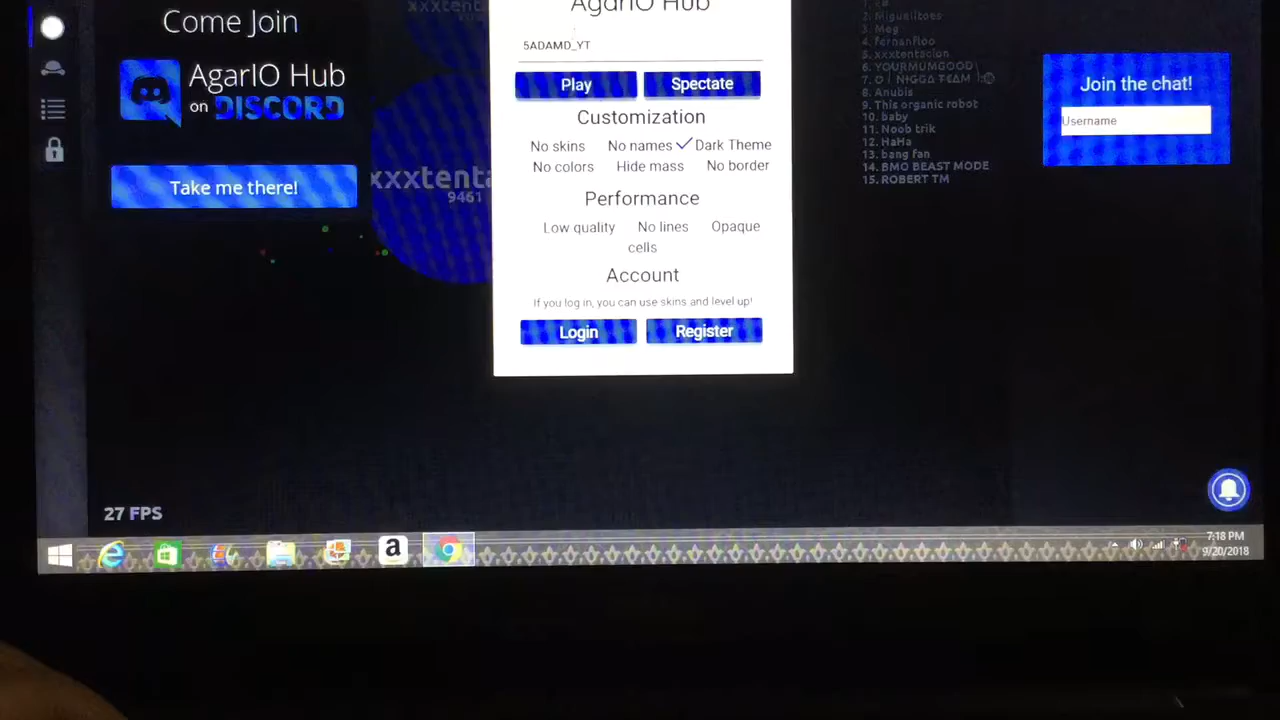 Come Join
AgarIO Hub
on DISCORD
Take me there!
27 FPS
xxxtent
xxxtenta
9461
AgarIO Hub
5ADAMD_YT
Play Spectate
Customization
No skins No names Dark Theme
No colors Hide mass No border
Performance
Low quality No lines Opaque
cells
Account
If you log in, you can use skins and level up!
Login Register
2. Migueltoes
3. Meg
4. fernanfloo
5. xxxtentacion
6. YOURMUMGOOD
8. Anubis
9. This organic robot
10. baby
11. Noob trik
12. HaHa
13. bang fan
14. BMO BEAST MODE
15. ROBERT TM
Join the chat!
Username
7:18 PM
9/20/2018